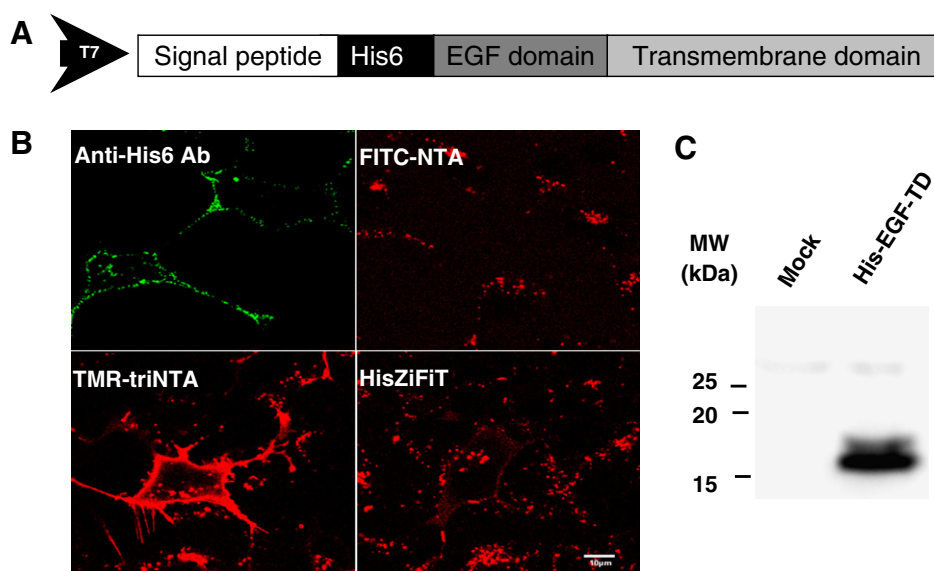 A
T7
Signal peptide His6 EGF domain Transmembrane domain
B
Anti-His6 Ab
FITC-NTA
TMR-triNTA
HisZiFiT
10µm
C
MW
(kDa)
Mock
His-EGF-TD
25
20
15